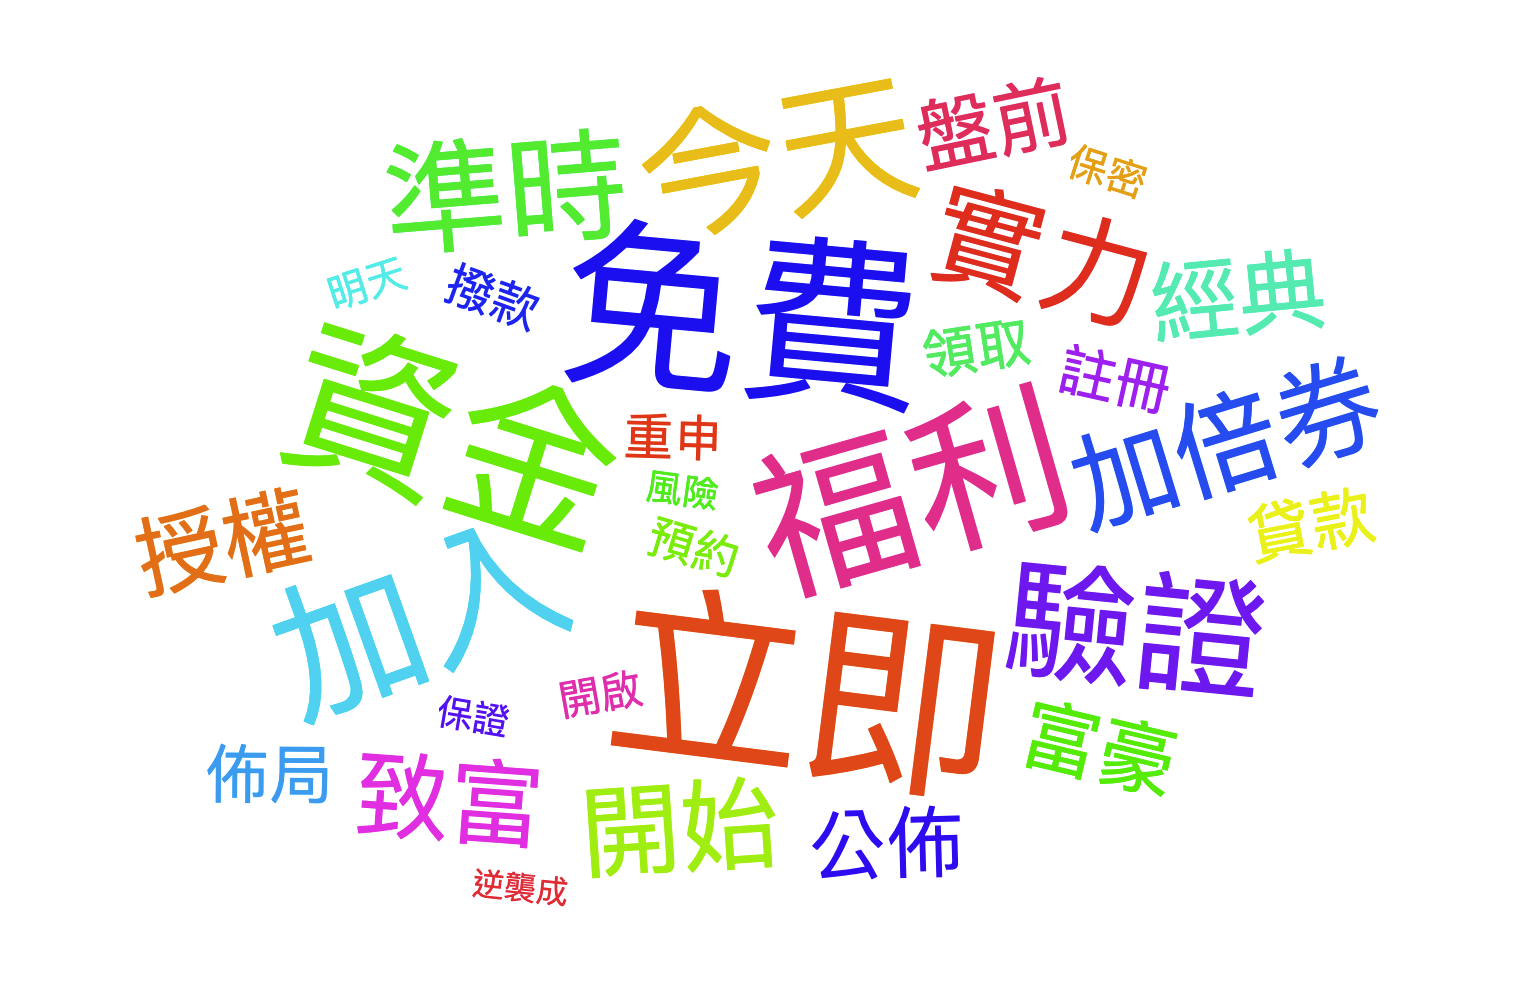 今天
盤前
準時
保密
實力
免費
經典
明天
撥款
領取
註冊
資金
重申
福利
加倍券
風險
授權
預約
貸款
加入
立即
驗證
保證
開啟
富豪
佈局
致富
開始
公佈
逆襲成